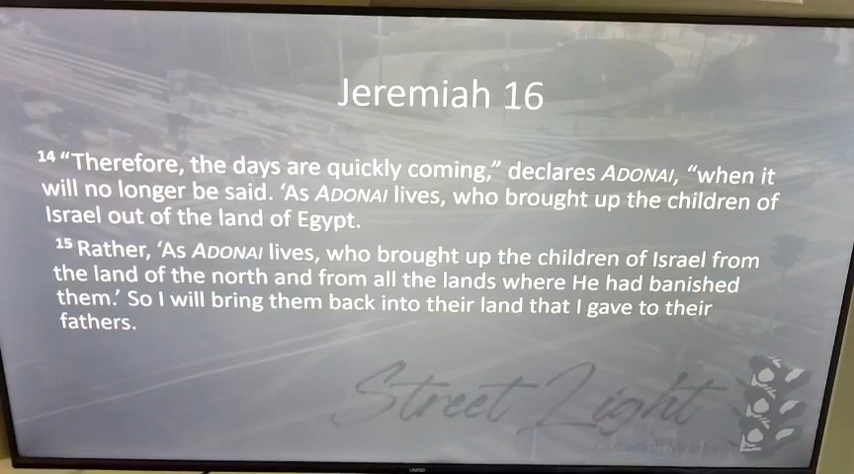 Jeremiah 16
14 “Therefore, the days are quickly coming,” declares ADONAI, “when it
will no longer be said. ‘As ADONAI lives, who brought up the children of
Israel out of the land of Egypt.
15 Rather, ‘As ADONAI lives, who brought up the children of Israel from
the land of the north and from all the lands where He had banished
them.’ So I will bring them back into their land that I gave to their
fathers.
Street Light
VIZIO